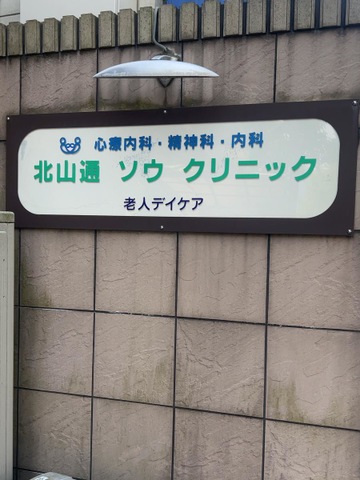 心療内科・精神科・内科
北山通 ソウ クリニック
老人デイケア